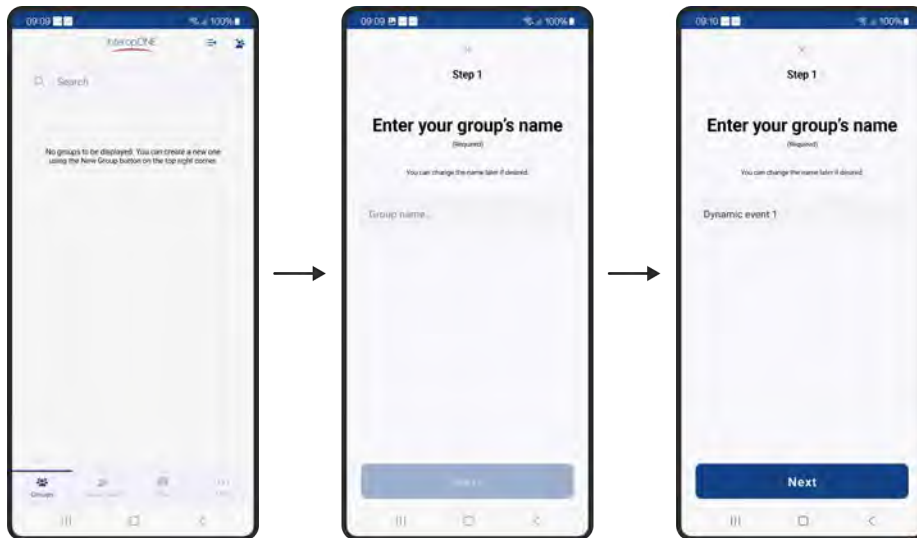 09:09
100%
InteropONE
Search
No groups to be displayed. You can create a new one
using the New Group button on the top right corner.
Groups
09:09
100%
Step 1
Enter your group's name
(Required)
You can change the name later if desired.
Group name...
09:10
100%
Step 1
Enter your group's name
(Required)
You can change the name later if desired.
Dynamic event 1
Next